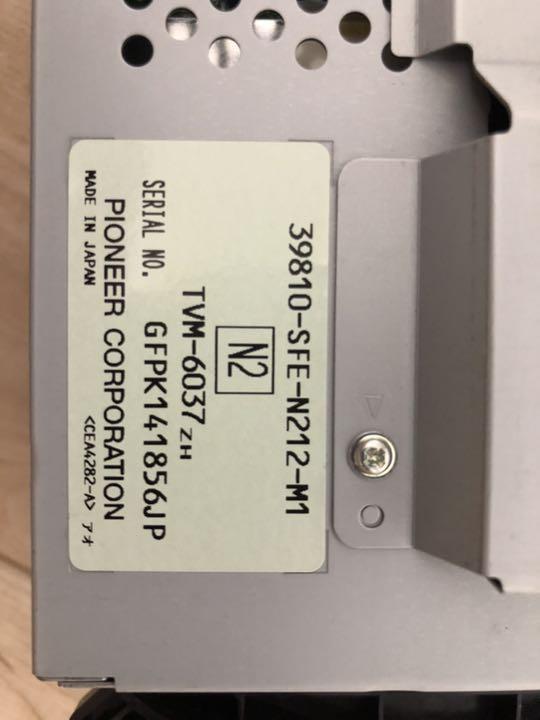 39810-SFE-N212-M1
N2
TVM-6037ZH
SERIAL NO. GFPK141856JP
PIONEER CORPORATION
MADE IN JAPAN <CEA4282-A> アオ